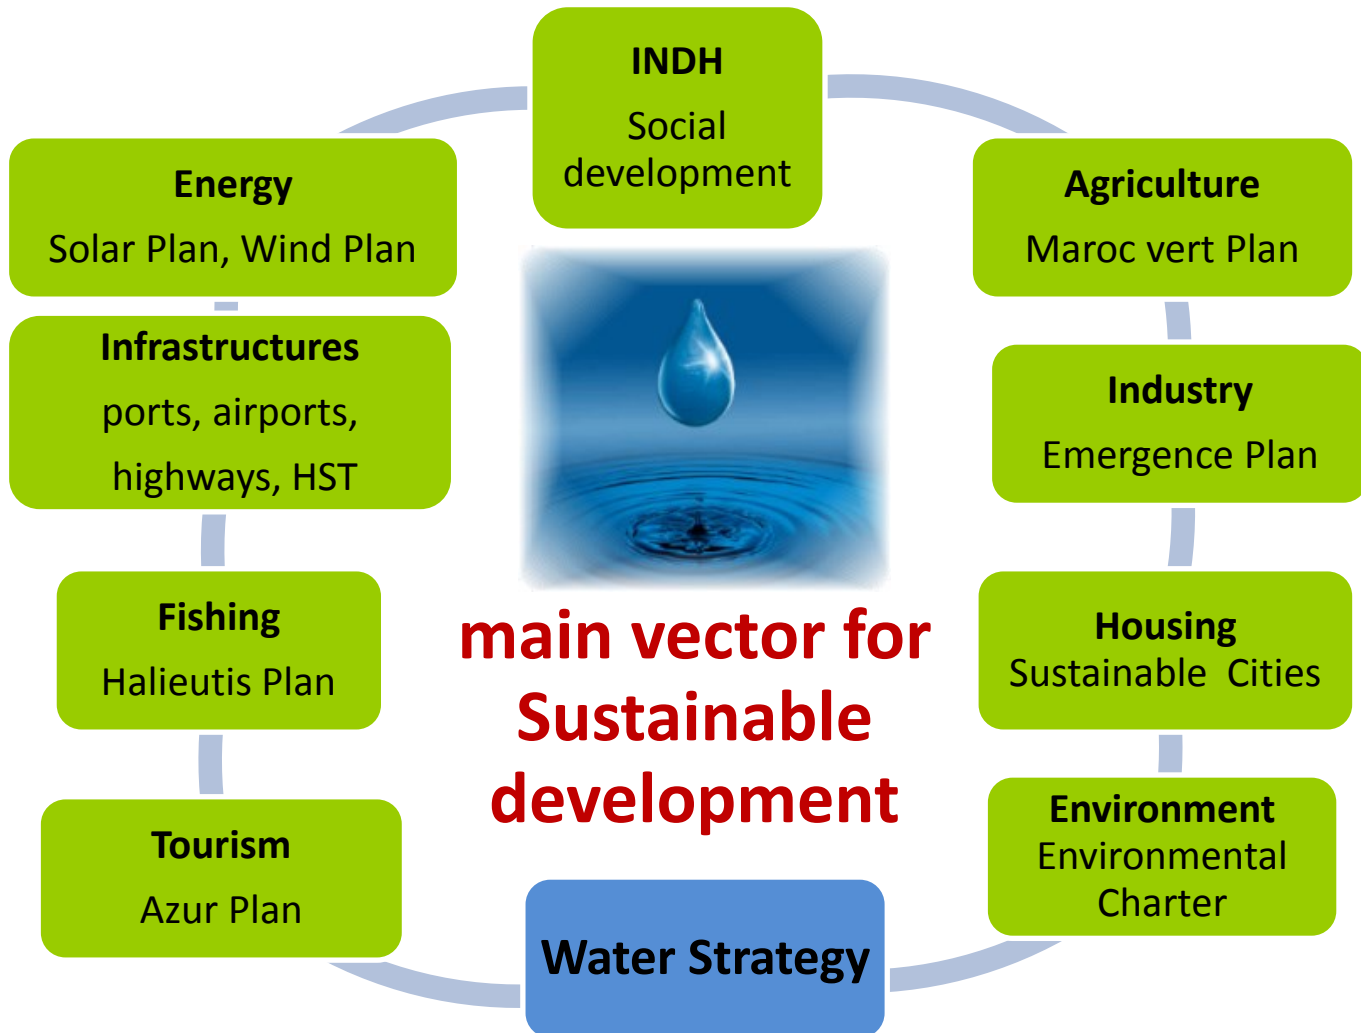 INDH
Social
development
Energy
Solar Plan, Wind Plan
Agriculture
Maroc vert Plan
Infrastructures
ports, airports,
highways, HST
Industry
Emergence Plan
Fishing
Halieutis Plan
main vector for
Sustainable
development
Housing
Sustainable Cities
Tourism
Azur Plan
Environment
Environmental
Charter
Water Strategy